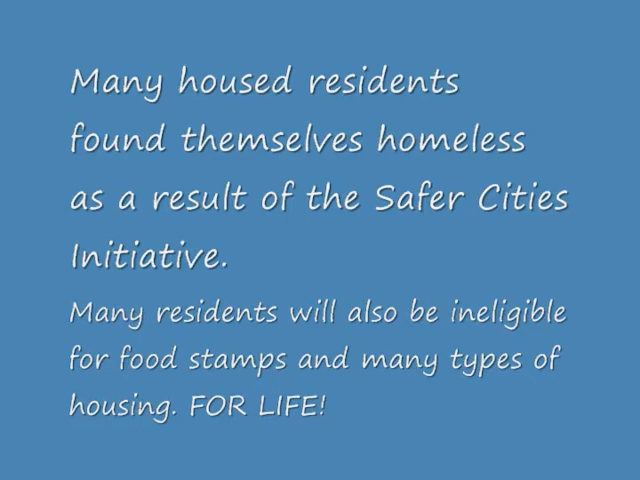 Many housed residents
found themselves homeless
as a result of the Safer Cities
Initiative.
Many residents will also be ineligible
for food stamps and many types of
housing. FOR LIFE!